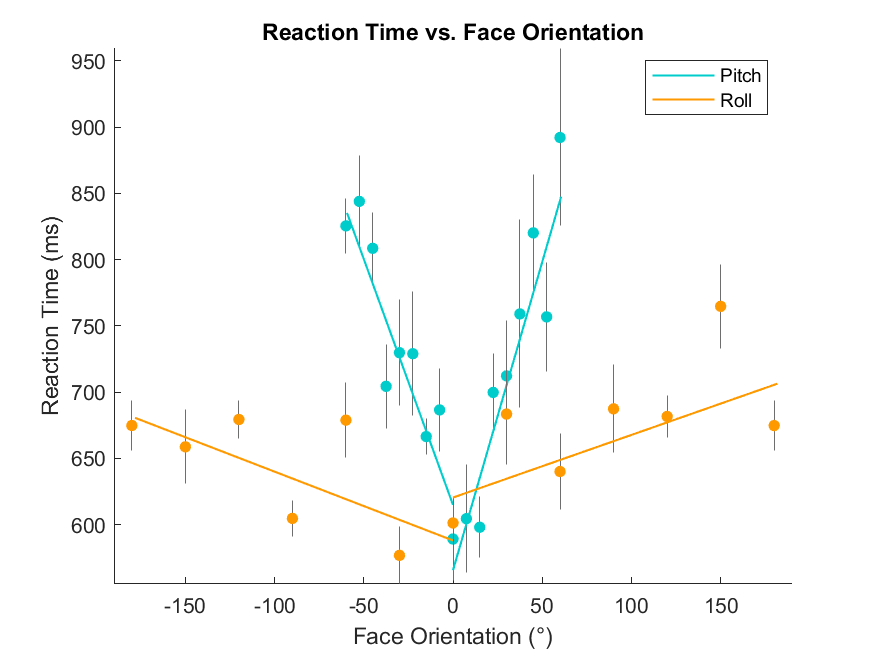 Reaction Time vs. Face Orientation
Pitch
Roll
Reaction Time (ms)
950
900
850
800
750
700
650
600
-150 -100 -50 0 50 100 150
Face Orientation (°)